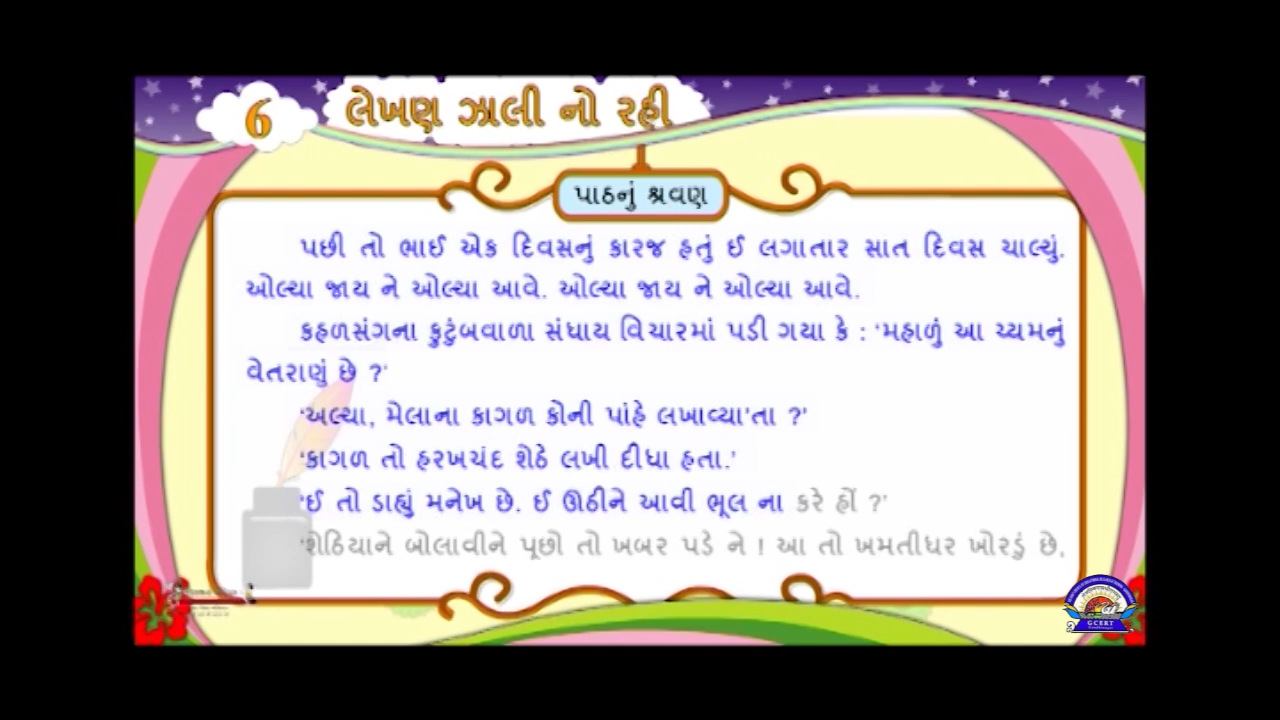 6
લેખણ ઝાલી નો રહી
પાઠનું શ્રવણ
પછી તો ભાઈ એક દિવસનું કારજ હતું ઈ લગાતાર સાત દિવસ ચાલ્યું.
ઓલ્યા જાય ને ઓલ્યા આવે. ઓલ્યા જાય ને ઓલ્યા આવે.
કહળસંગના કુટુંબવાળા સંધાય વિચારમાં પડી ગયા કે : ‘મહાળું આ ચ્યમનું
વેતરાણું છે ?’
‘અલ્યા, મેલાના કાગળ કોની પાંહે લખાવ્યા'તા ?’
‘કાગળ તો હરખચંદ શેઠે લખી દીધા હતા.’
‘ઈ તો ડાહ્યું મનેખ છે. ઈ ઊઠીને આવી ભૂલ ના કરે હોં ?’
‘શેઠિયાને બોલાવીને પૂછો તો ખબર પડે ને ! આ તો ખમતીધર ખોરડું છે,
GCERT